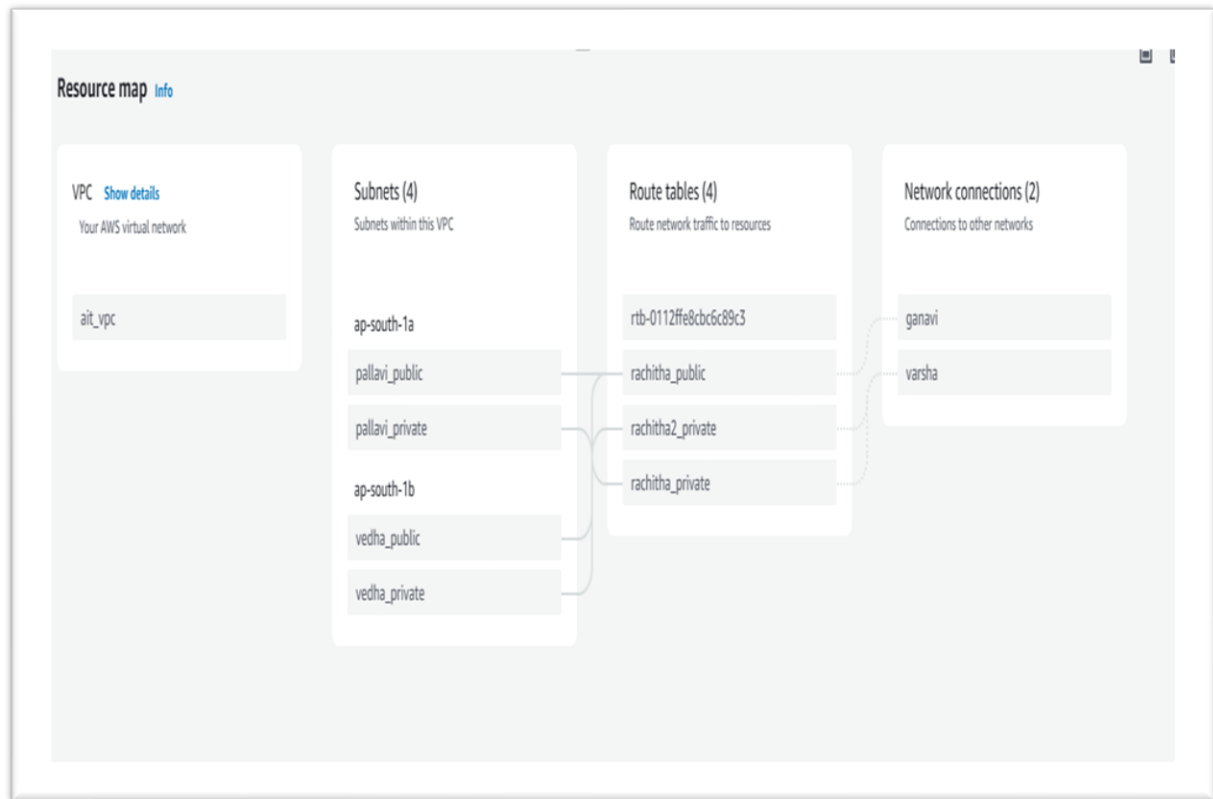 Resource map Info
VPC Show details
Your AWS virtual network
ait_vpc
Subnets (4)
Subnets within this VPC
ap-south-1a
pallavi_public
pallavi_private
ap-south-1b
vedha_public
vedha_private
Route tables (4)
Route network traffic to resources
rtb-0112ffe8cbc6c89c3
rachitha_public
rachitha2_private
rachitha_private
Network connections (2)
Connections to other networks
ganavi
varsha